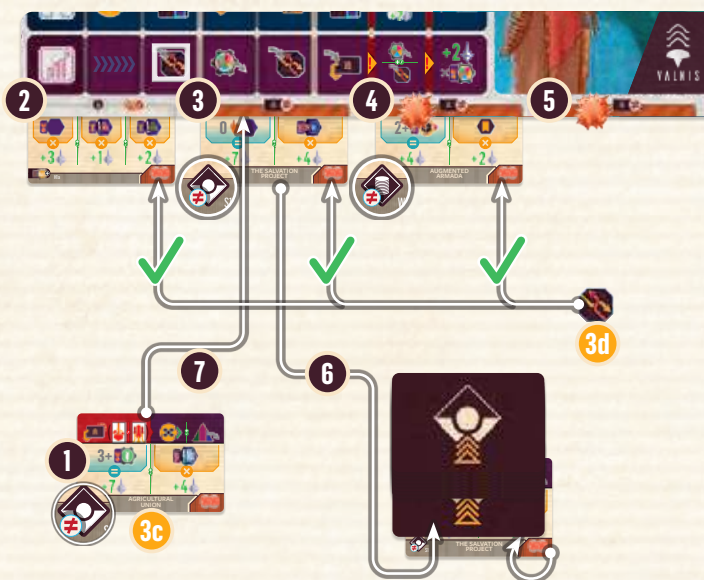 +2
VALNIS
2
3
4
5
+3
+1
+2
0
+7
+4
2+
+4
+2
THE SALVATION
PROJECT
AUGMENTED
ARMADA
3d
7
6
1
3+
7
+4
AGRICULTURAL
UNION
3c
THE SALVATION
PROJECT